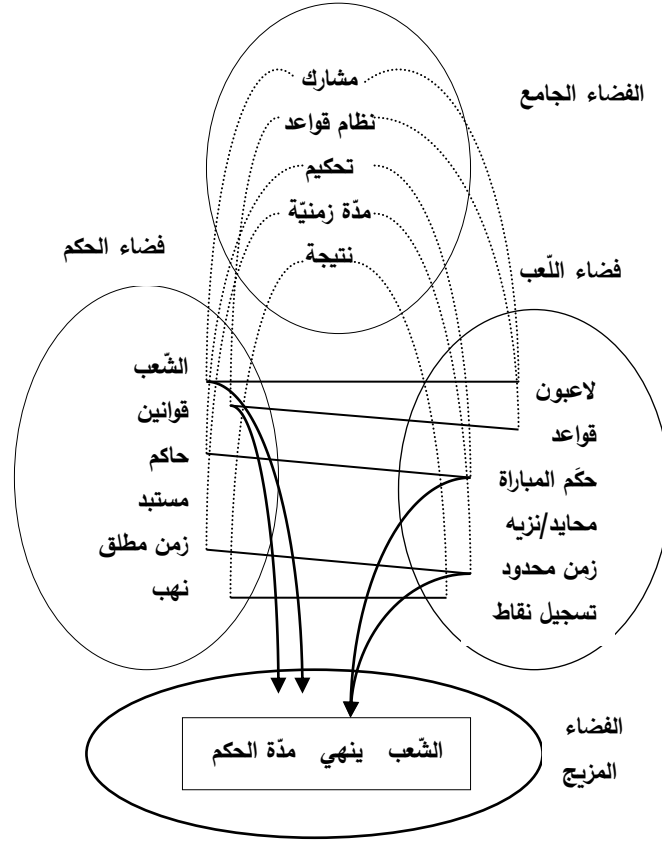 مشارك
الفضاء الجامع
نظام قواعد
تحكيم
مدّة زمنيّة
نتيجة
فضاء الحكم
فضاء اللّعب
الشّعب
قوانين
حاكم
مستبد
زمن مطلق
نهب
لاعبون
قواعد
حكَم المباراة
محايد/نزيه
زمن محدود
تسجيل نقاط
الفضاء
المزيج
الشّعب ينهي مدّة الحكم